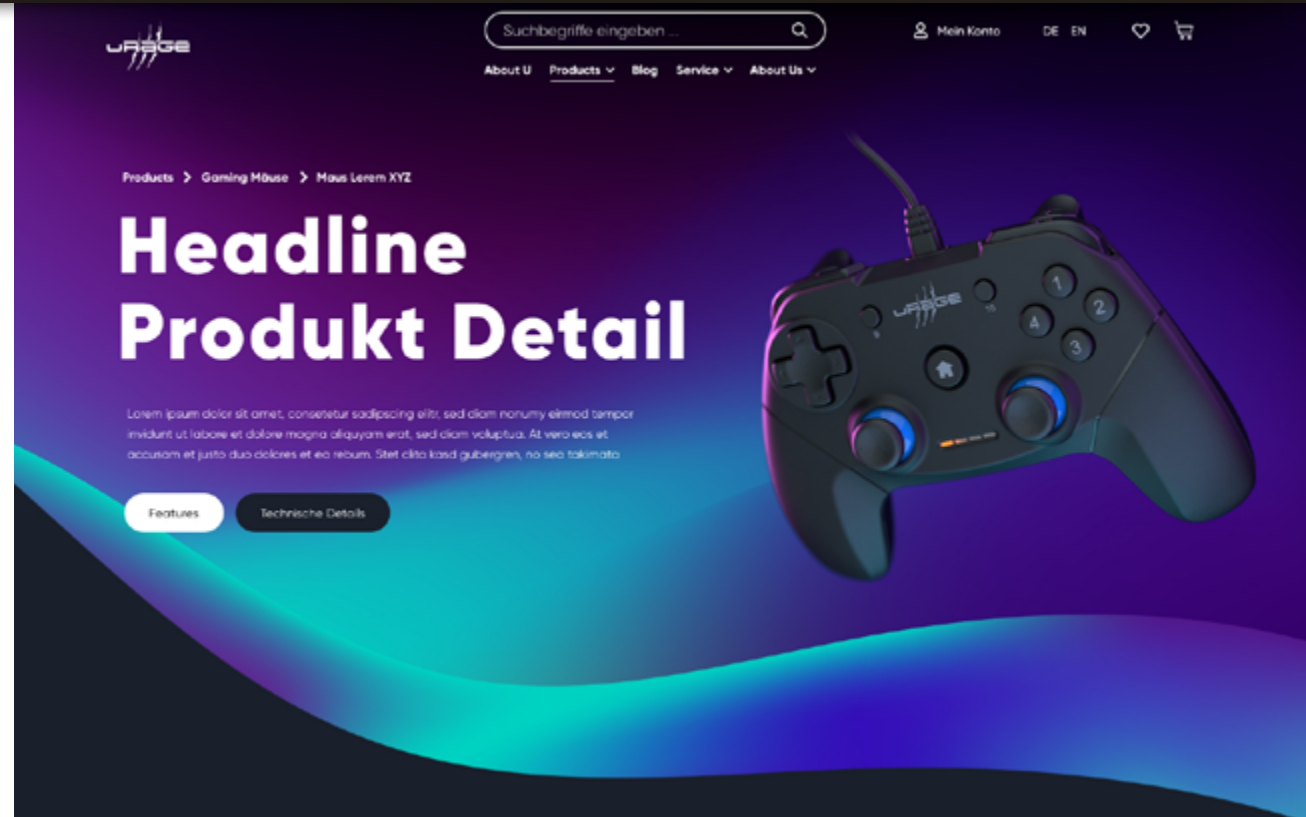 uRAGE
Suchbegriffe eingeben ...
Mein Konto
DE EN
About U Products Blog Service About Us
Products Gaming Mäuse Maus Lorem XYZ
Headline
Produkt Detail
Lorem ipsum dolor sit amet, consetetur sadipscing elitr, sed diam nonumy eirmod tempor
invidunt ut labore et dolore magna aliquyam erat, sed diam voluptua. At vero eos et
accusam et justo duo dolores et ea rebum. Stet clita kasd gubergren, no sea takimata
Features Technische Details
uRAGE
9
10
1
2
4
3